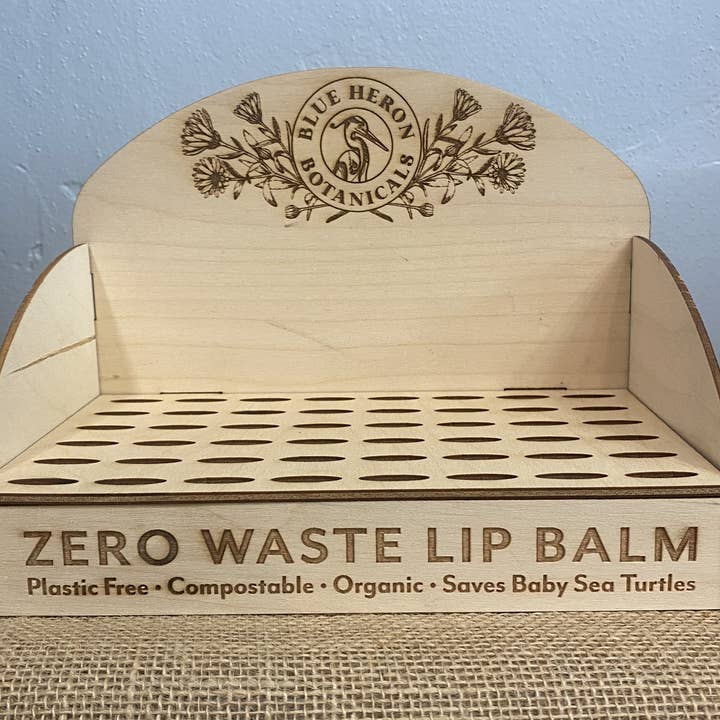 BLUE HERON
BOTANICALS
ZERO WASTE LIP BALM
Plastic Free • Compostable • Organic • Saves Baby Sea Turtles